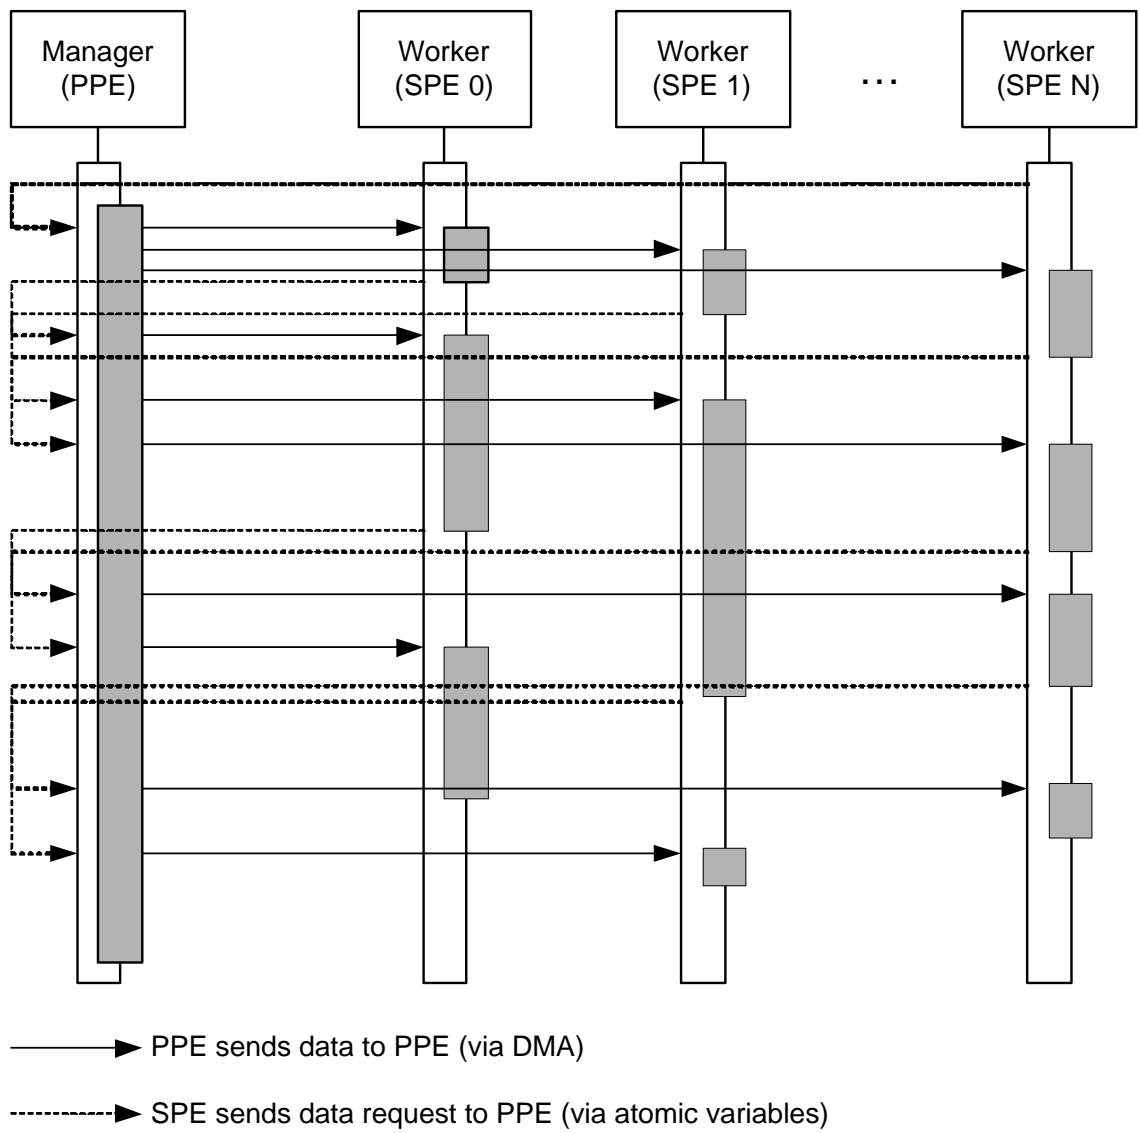 Manager
(PPE)
Worker
(SPE 0)
Worker
(SPE 1)
...
Worker
(SPE N)
PPE sends data to PPE (via DMA)
SPE sends data request to PPE (via atomic variables)